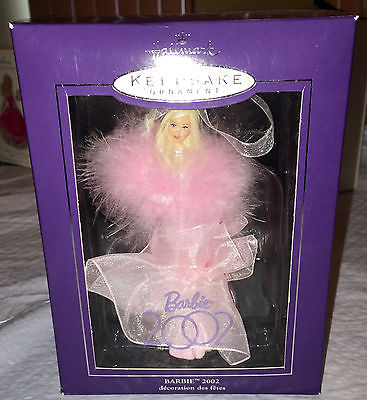 Hallmark
KEEPSAKE
ORNAMENT
Barbie
2002
BARBIE™ 2002
décoration des fêtes